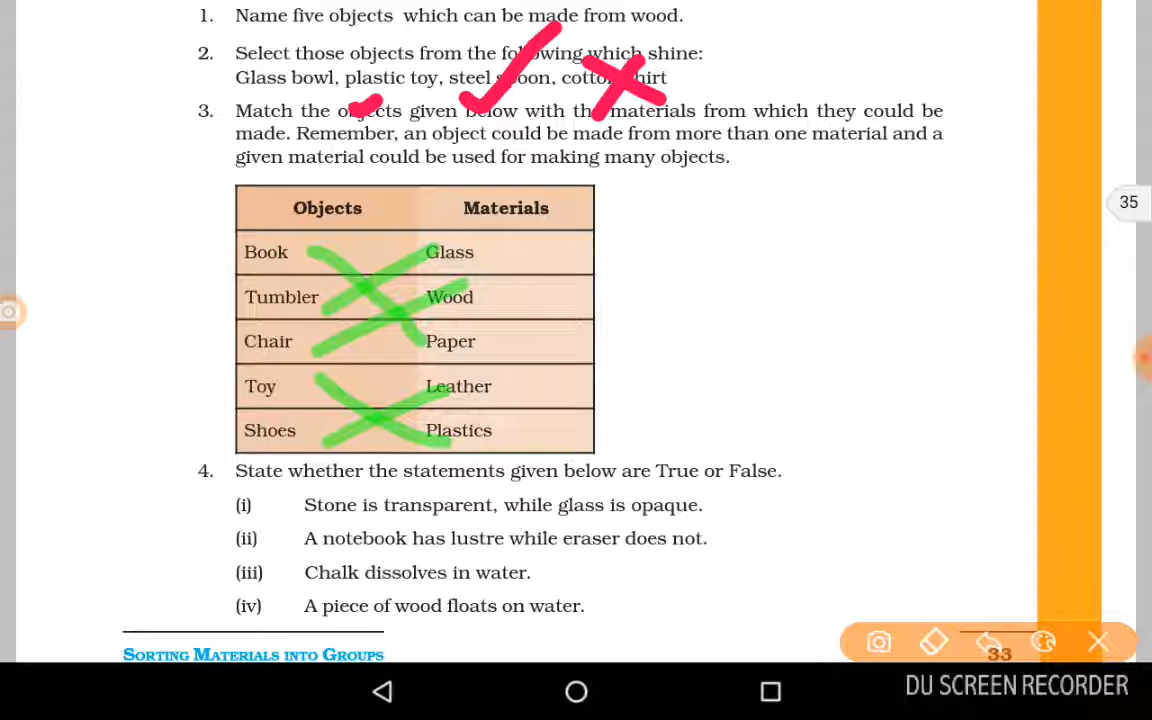 1. Name five objects which can be made from wood.
2. Select those objects from the following which shine:
Glass bowl, plastic toy, steel spoon, cotton shirt
3. Match the objects given below with the materials from which they could be
made. Remember, an object could be made from more than one material and a
given material could be used for making many objects.
Objects Materials
Book Glass
Tumbler Wood
Chair Paper
Toy Leather
Shoes Plastics
4. State whether the statements given below are True or False.
(i) Stone is transparent, while glass is opaque.
(ii) A notebook has lustre while eraser does not.
(iii) Chalk dissolves in water.
(iv) A piece of wood floats on water.
SORTING MATERIALS INTO GROUPS 33
35
DU SCREEN RECORDER